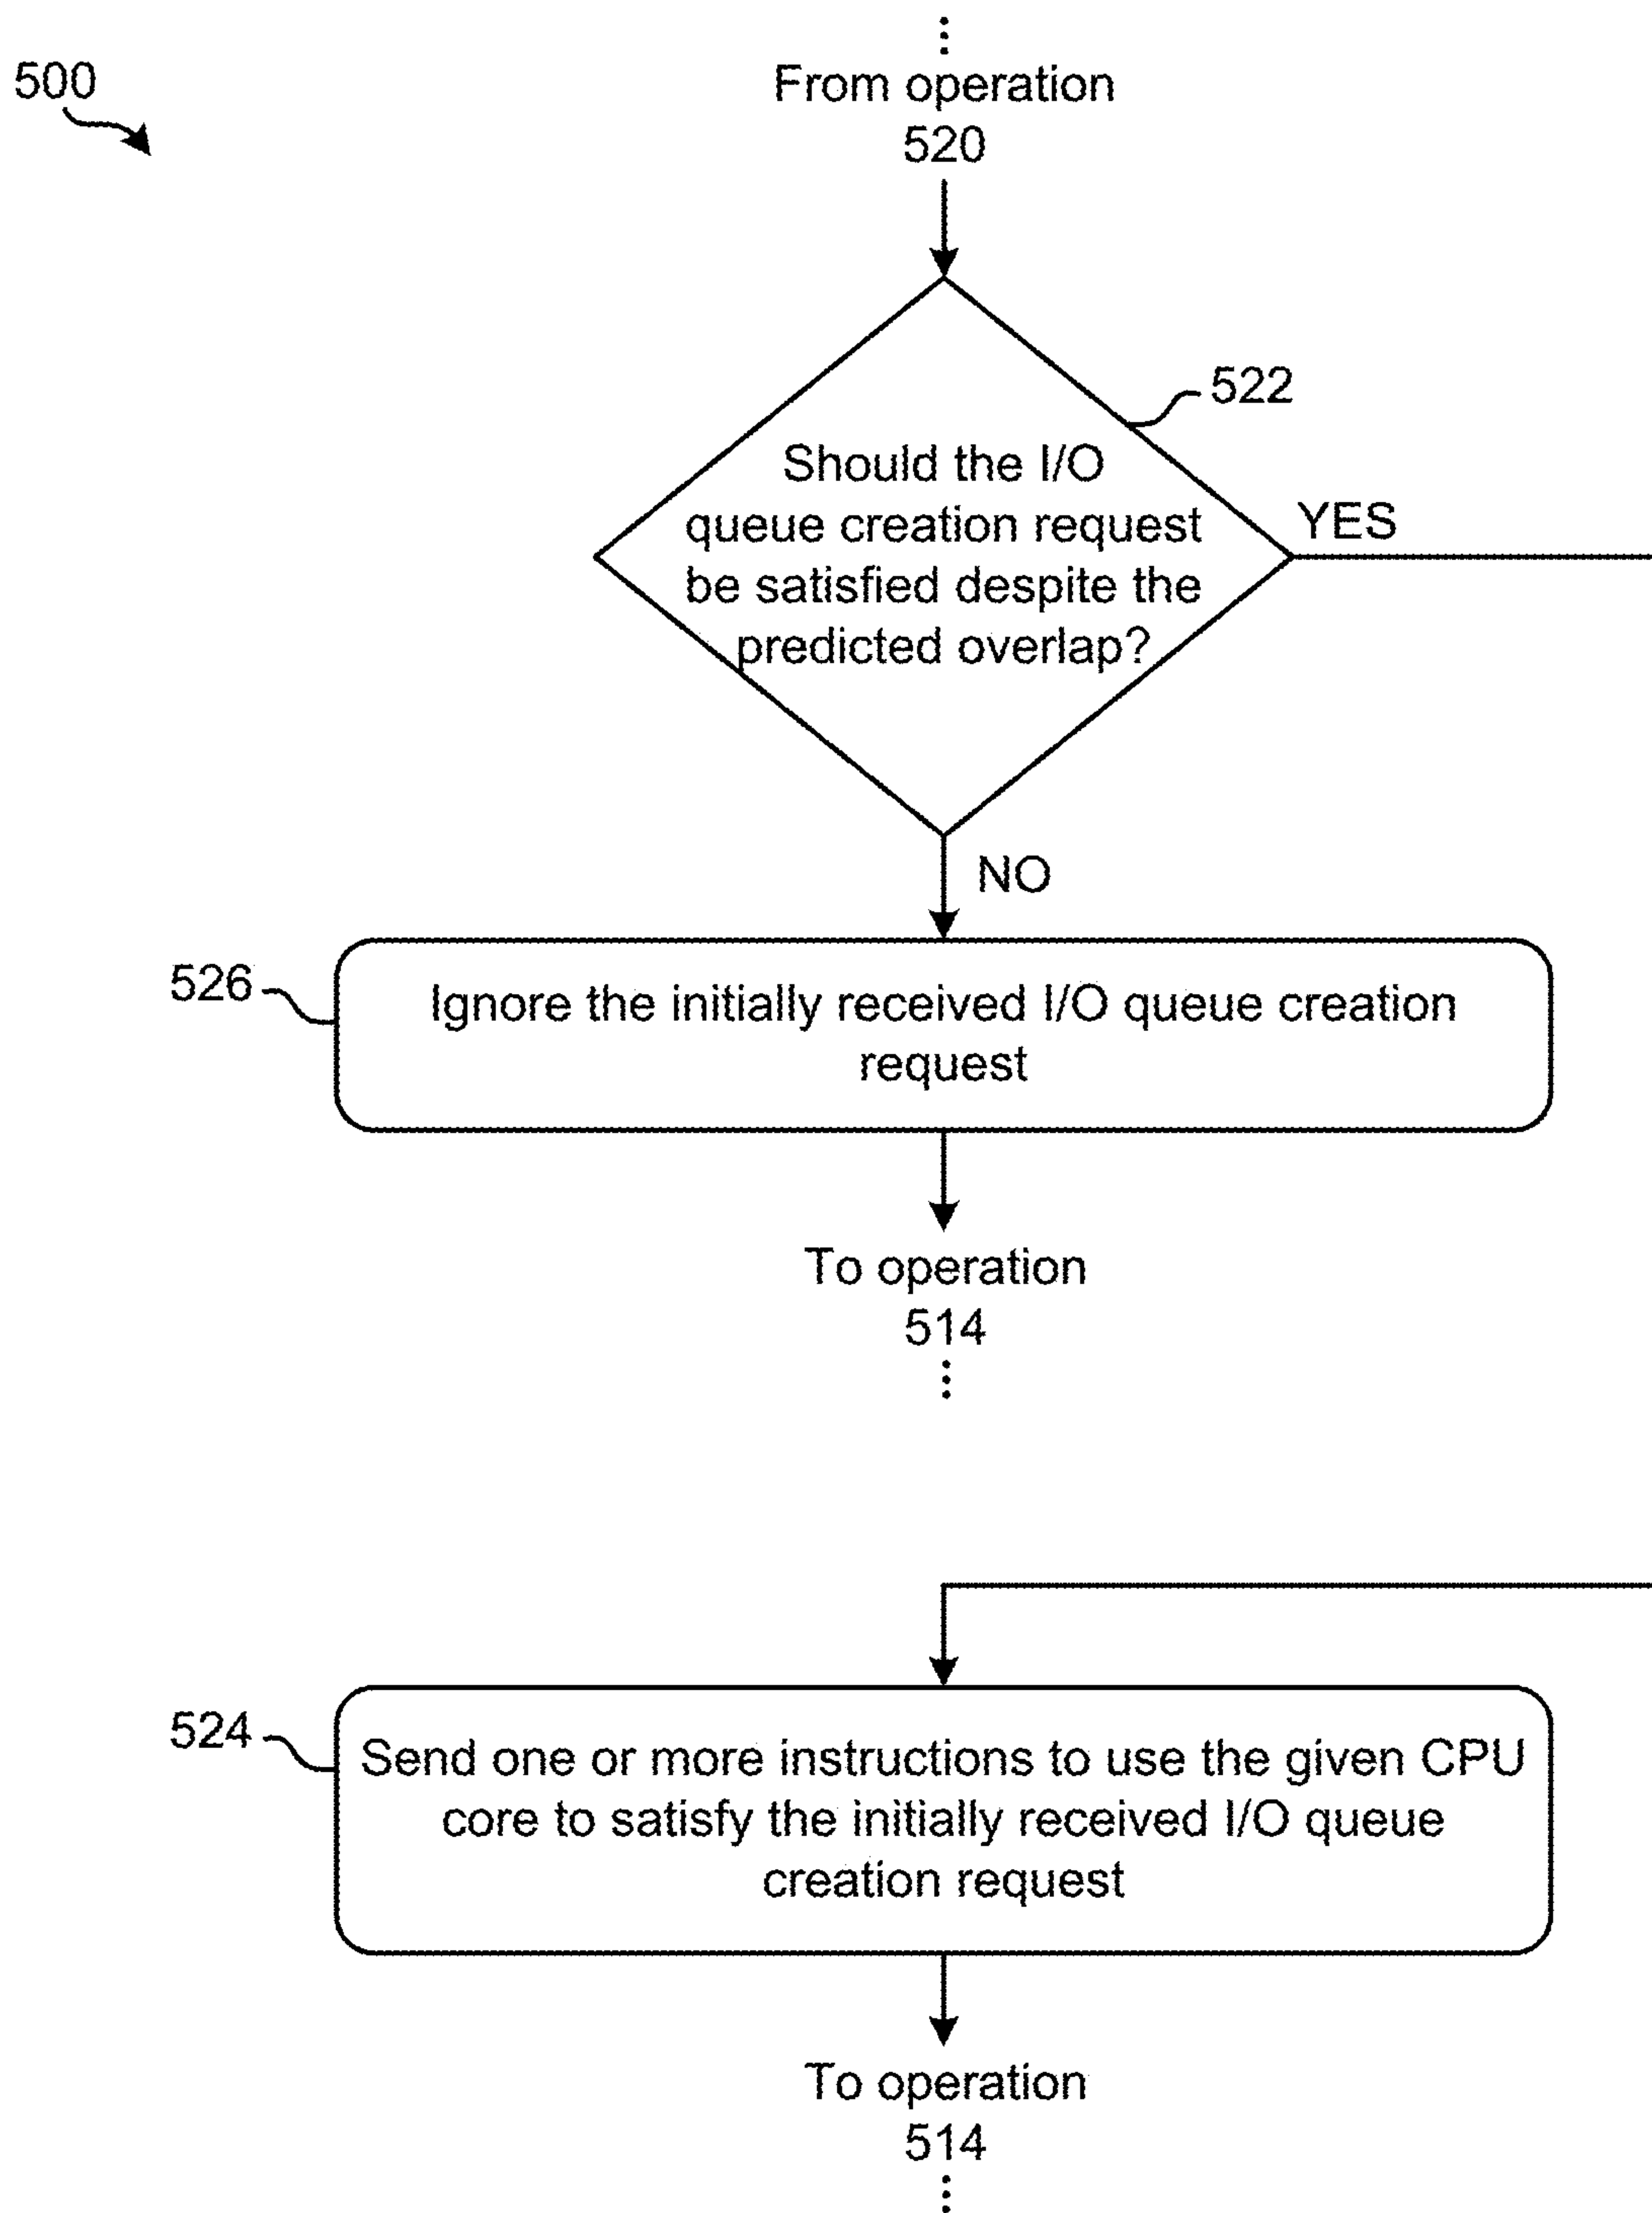 500
From operation
520
522
Should the I/O
queue creation request
be satisfied despite the
predicted overlap?
YES
NO
526
Ignore the initially received I/O queue creation
request
To operation
514
524
Send one or more instructions to use the given CPU
core to satisfy the initially received I/O queue
creation request
To operation
514